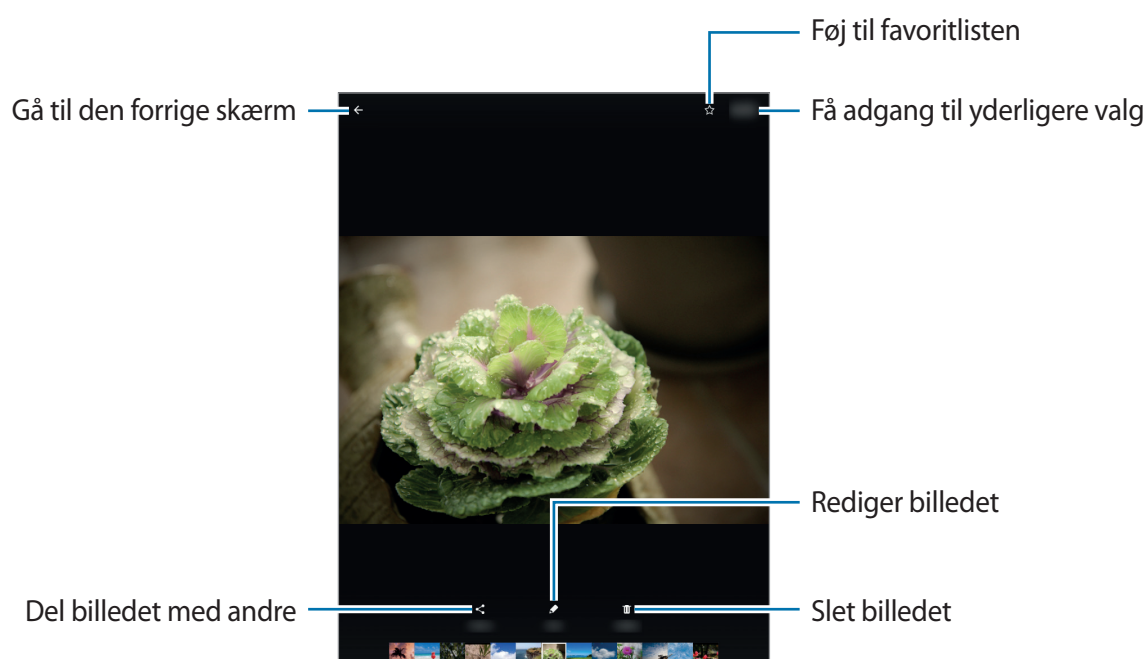 Føj til favoritlisten
Gå til den forrige skærm
Få adgang til yderligere valg
Rediger billedet
Del billedet med andre
Slet billedet